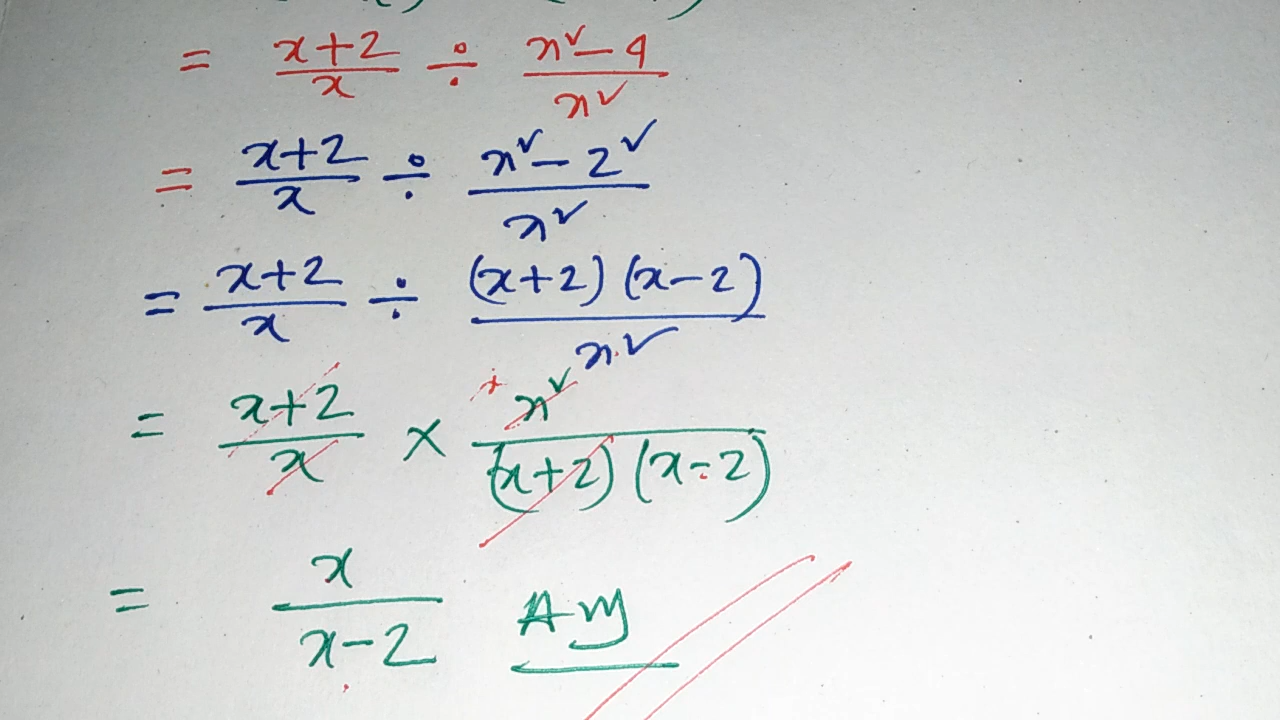 = x+2/x ÷ x²-4/x²
= x+2/x ÷ x²-2²/x²
= x+2/x ÷ (x+2)(x-2)/x²
= x+2/x × x²/(x+2)(x-2)
= x/x-2 Ans